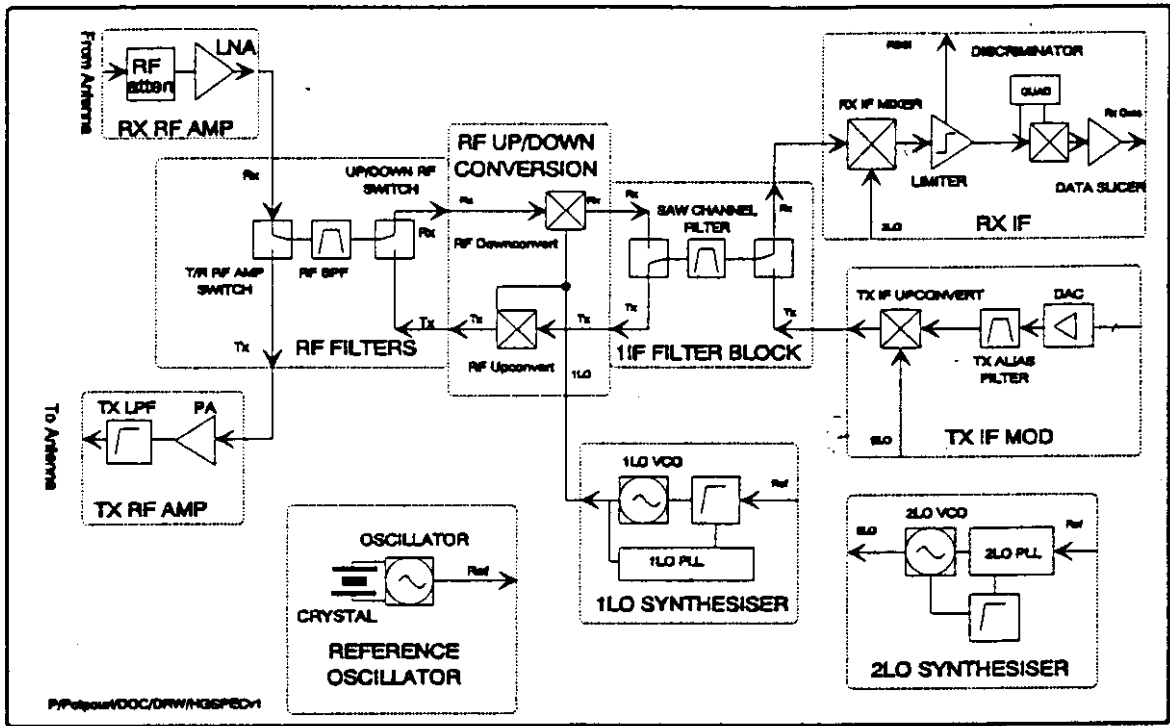 From Antenna
RF
atten
LNA
RX RF AMP
Rx
UP/DOWN RF
SWITCH
Rx
T/R RF AMP
SWITCH
RF BPF
Tx
Tx
RF FILTERS
RF UP/DOWN
CONVERSION
Rx
Rx
RF Downconvert
Tx
RF Upconvert
1LO
Rx
SAW CHANNEL
FILTER
Rx
Tx
Tx
Tx
1IF FILTER BLOCK
RSSI
DISCRIMINATOR
QUAD
RX IF MIXER
Rx Data
LIMITER
DATA SLICER
2LO
RX IF
TX IF UPCONVERT
DAC
TX ALIAS
FILTER
2LO
TX IF MOD
To Antenna
TX LPF
PA
TX RF AMP
OSCILLATOR
Ref
CRYSTAL
REFERENCE
OSCILLATOR
1LO VCO
Ref
1LO PLL
1LO SYNTHESISER
2LO
2LO VCO
Ref
2LO PLL
2LO SYNTHESISER